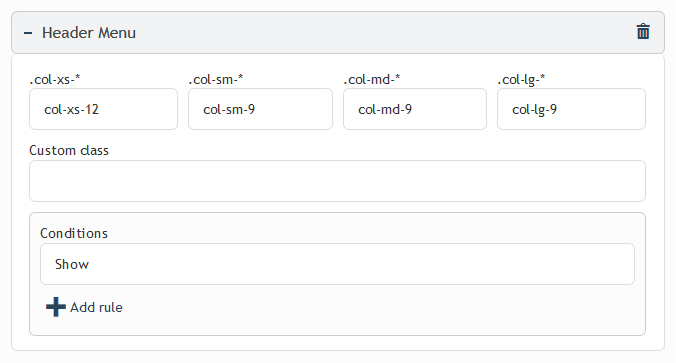 Header Menu
.col-xs-* .col-sm-* .col-md-* .col-lg-*
col-xs-12 col-sm-9 col-md-9 col-lg-9
Custom class
Conditions
Show
Add rule